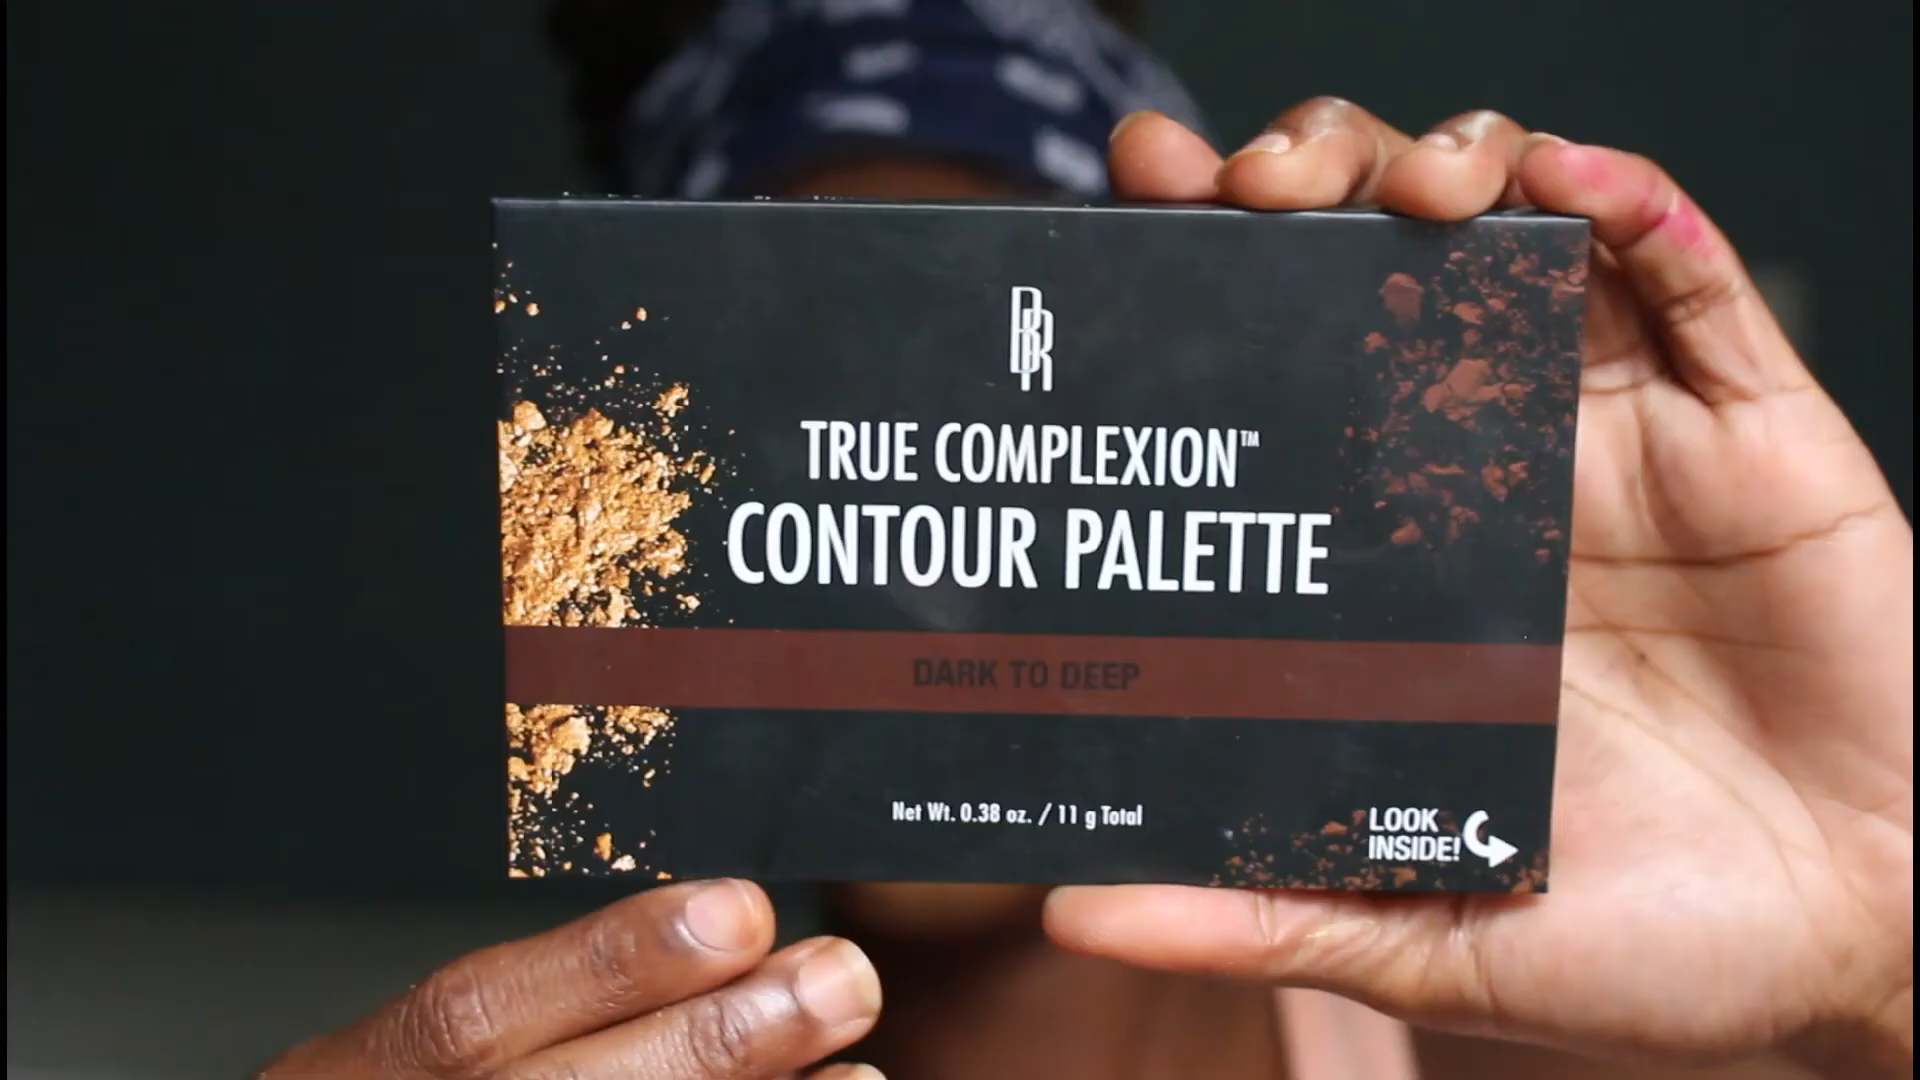 BR
TRUE COMPLEXION™
CONTOUR PALETTE
DARK TO DEEP
Net Wt. 0.38 oz. / 11 g Total
LOOK
INSIDE!